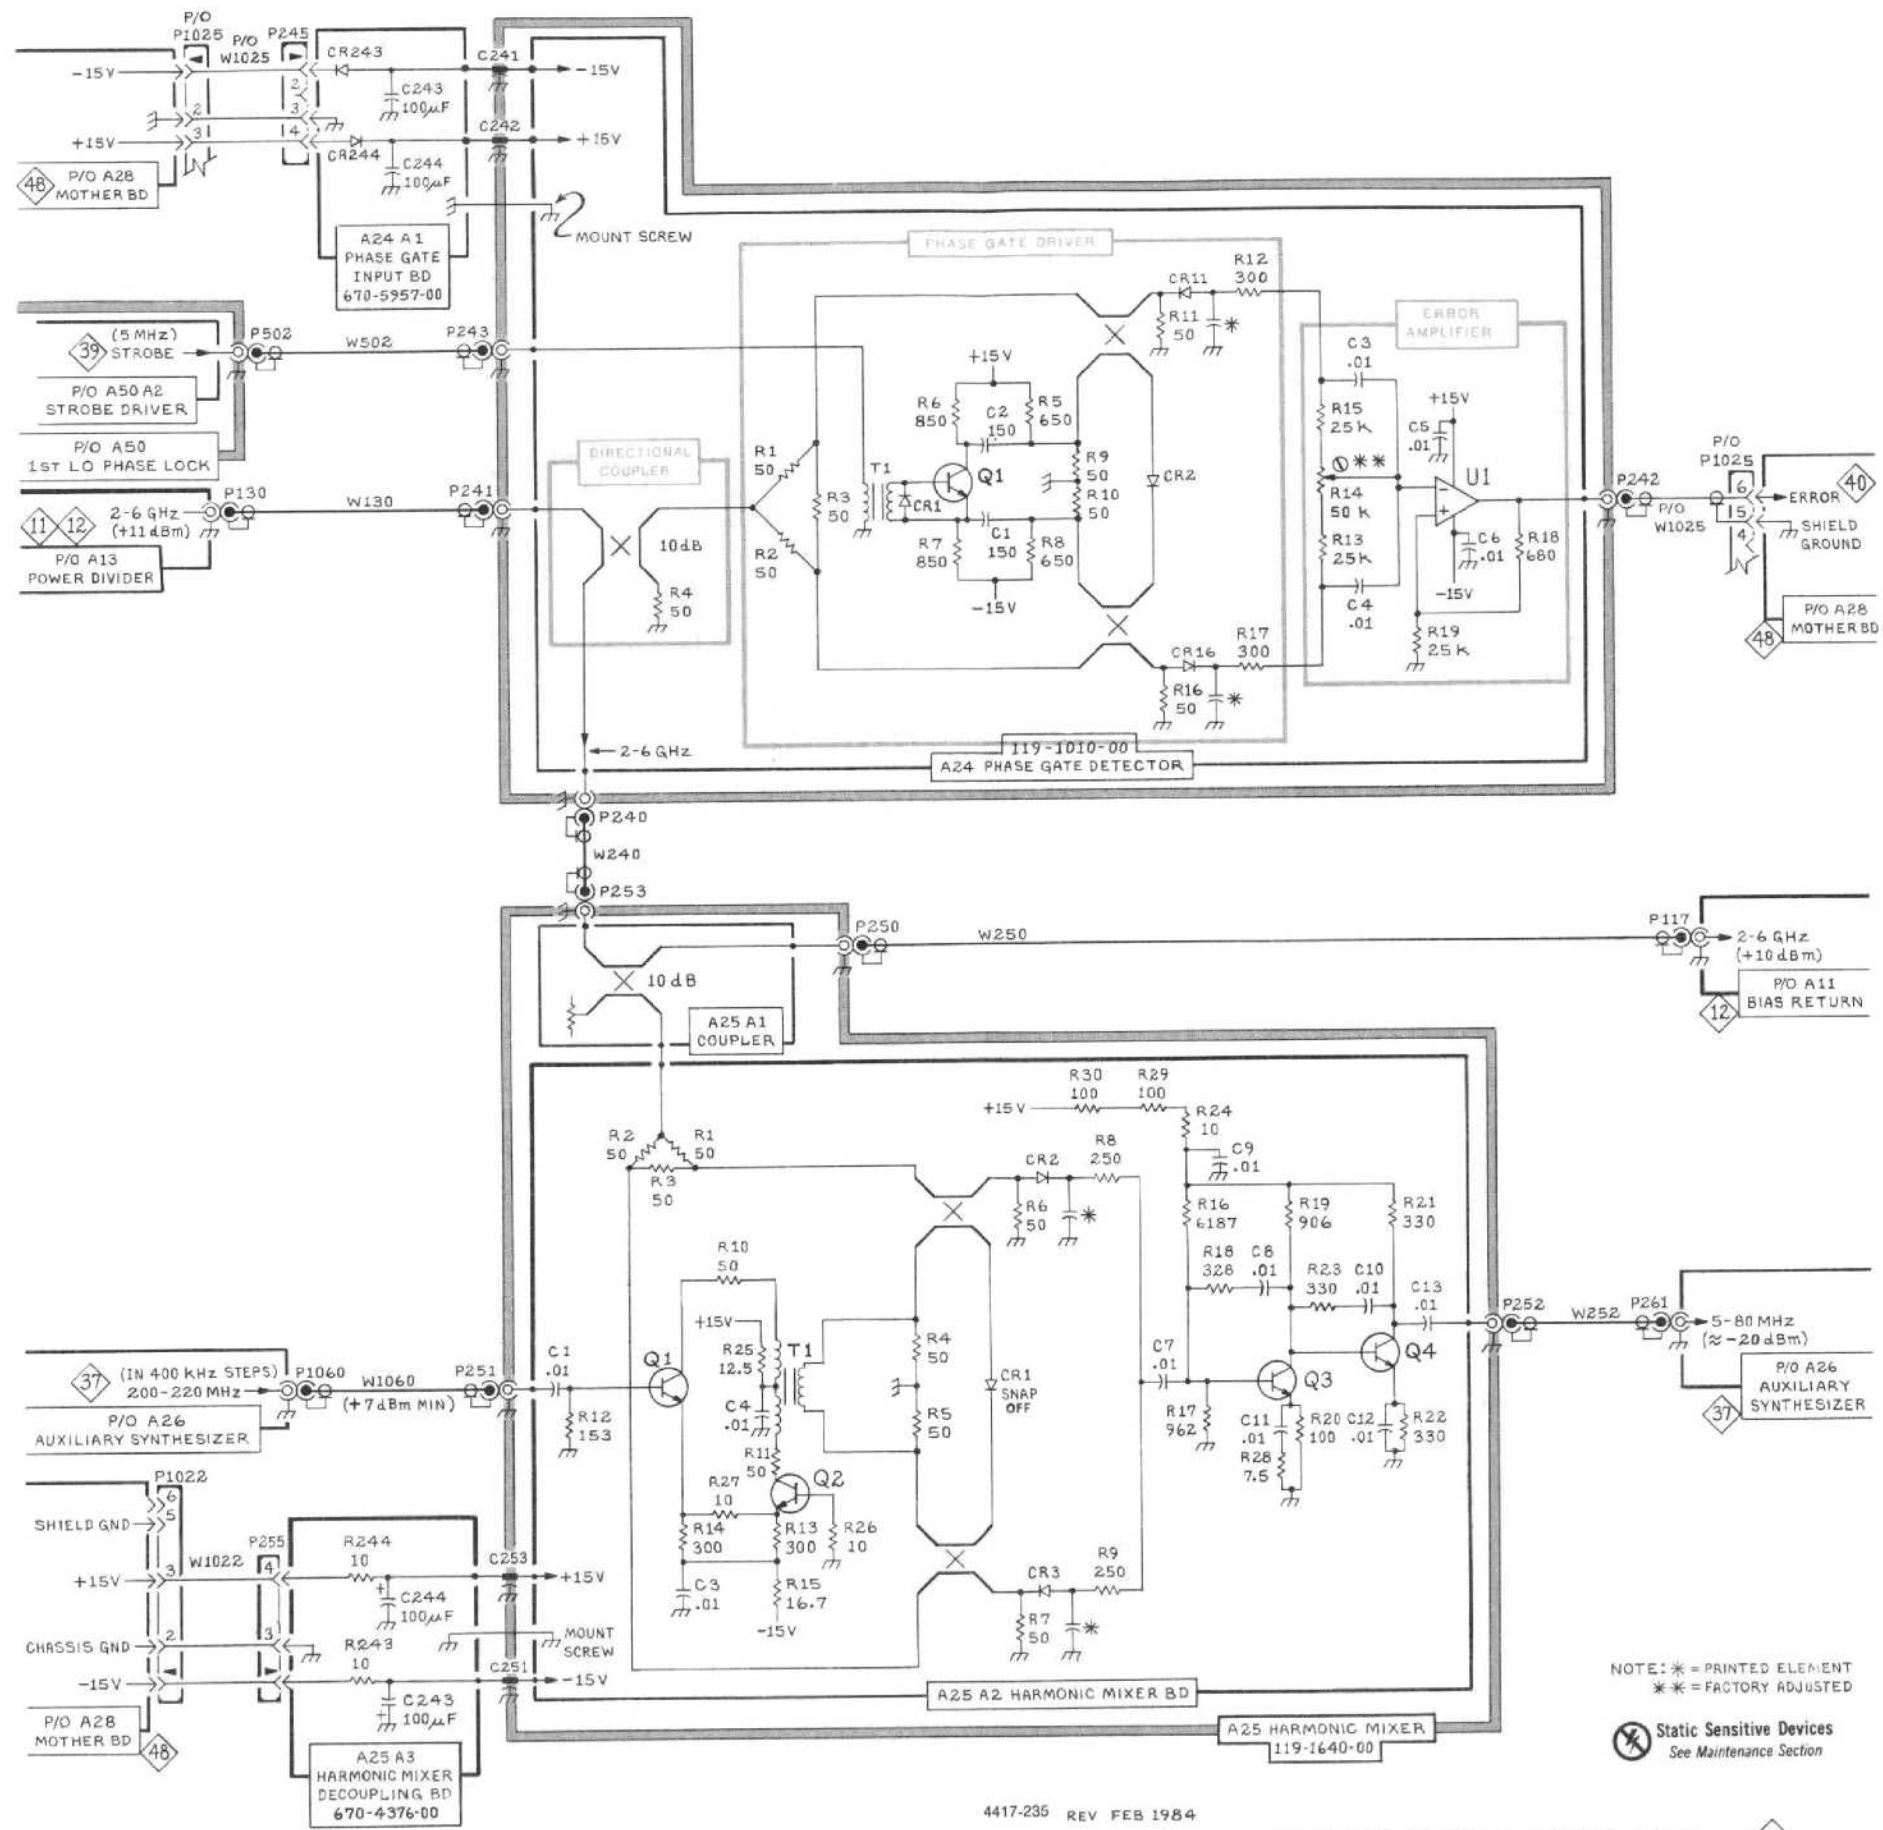 P/O
P1025
P/O
W1025
P245
CR243
C241
-15V
-15V
C243
100µF
2
2
3
3
4
+15V
C242
+15V
CR244
C244
100µF
48
P/O A28
MOTHER BD
MOUNT SCREW
A24 A1
PHASE GATE
INPUT BD
670-5957-00
PHASE GATE DRIVER
R12
300
CR11
R11
50
*
ERROR
AMPLIFIER
39
(5 MHz)
STROBE
P502
W502
P243
P/O A50 A2
STROBE DRIVER
P/O A50
1ST LO PHASE LOCK
+15V
R6
850
C2
150
R5
650
C3
.01
R15
25K
+15V
C5
.01
DIRECTIONAL
COUPLER
R1
50
R3
50
T1
Q1
CR1
R9
50
R10
50
CR2
**
R14
50 K
U1
P242
P/O
P1025
6
ERROR
40
P/O
W1025
5
4
SHIELD
GROUND
P130
W130
P241
11
12
2-6 GHz
(+11dBm)
P/O A13
POWER DIVIDER
10dB
R4
50
R2
50
R7
850
C1
150
R8
650
-15V
R13
25K
C4
.01
C6
.01
-15V
R18
680
R19
25K
P/O A28
MOTHER BD
48
R17
300
CR16
R16
50
*
2-6 GHz
119-1010-00
A24 PHASE GATE DETECTOR
P240
W240
P253
P250
W250
P117
2-6 GHz
(+10dBm)
P/O A11
BIAS RETURN
12
10dB
A25 A1
COUPLER
R30
100
R29
100
+15V
R24
10
C9
.01
R2
50
R1
50
R3
50
R8
250
CR2
R6
50
*
R16
6187
R19
906
R21
330
R18
328
C8
.01
R23
330
C10
.01
C13
.01
R10
50
+15V
R25
12.5
T1
Q1
C4
.01
R4
50
R5
50
CR1
SNAP
OFF
C7
.01
Q3
Q4
P252
W252
P261
5-80 MHz
(≈-20dBm)
P/O A26
AUXILIARY
SYNTHESIZER
37
37
(IN 400 kHz STEPS)
200-220 MHz
P1060
W1060
(+7dBm MIN)
P251
C1
.01
R12
153
P/O A26
AUXILIARY SYNTHESIZER
R17
962
C11
.01
R20
100
C12
.01
R22
330
R28
7.5
R11
50
Q2
R27
10
R14
300
R13
300
R26
10
C3
.01
R15
16.7
-15V
R9
250
CR3
R7
50
*
P1022
6
5
SHIELD GND
W1022
P255
R244
10
C253
+15V
3
4
+15V
C244
100µF
CHASSIS GND
2
3
R243
10
MOUNT
SCREW
-15V
C251
-15V
C243
100µF
P/O A28
MOTHER BD
48
A25 A3
HARMONIC MIXER
DECOUPLING BD
670-4376-00
A25 A2 HARMONIC MIXER BD
A25 HARMONIC MIXER
119-1640-00
NOTE: * = PRINTED ELEMENT
** = FACTORY ADJUSTED
Static Sensitive Devices
See Maintenance Section
4417-235 REV FEB 1984